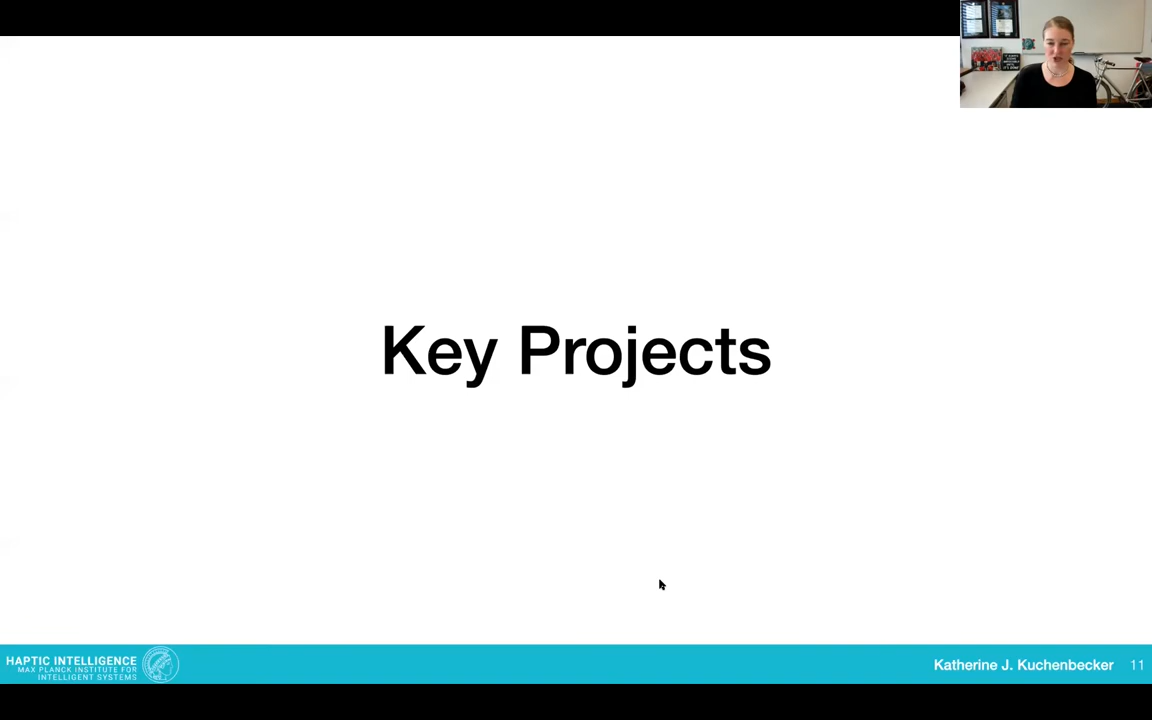 Key Projects
HAPTIC INTELLIGENCE
MAX PLANCK INSTITUTE FOR
INTELLIGENT SYSTEMS
Katherine J. Kuchenbecker 11